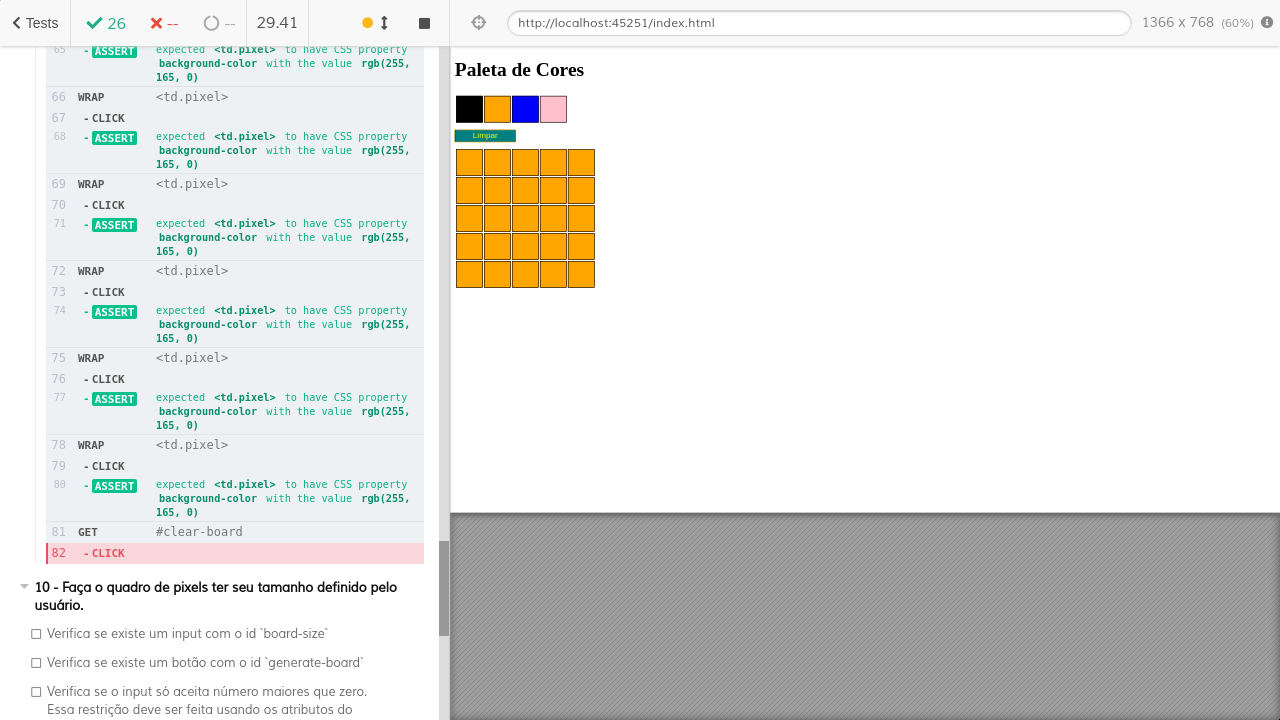 Tests 26 -- -- 29.41 http://localhost:45251/index.html 1366 x 768 (60%)
65 - ASSERT expected <td.pixel> to have CSS property
background-color with the value rgb(255,
165, 0)
66 WRAP <td.pixel>
67 - CLICK
68 - ASSERT expected <td.pixel> to have CSS property
background-color with the value rgb(255,
165, 0)
69 WRAP <td.pixel>
70 - CLICK
71 - ASSERT expected <td.pixel> to have CSS property
background-color with the value rgb(255,
165, 0)
72 WRAP <td.pixel>
73 - CLICK
74 - ASSERT expected <td.pixel> to have CSS property
background-color with the value rgb(255,
165, 0)
75 WRAP <td.pixel>
76 - CLICK
77 - ASSERT expected <td.pixel> to have CSS property
background-color with the value rgb(255,
165, 0)
78 WRAP <td.pixel>
79 - CLICK
80 - ASSERT expected <td.pixel> to have CSS property
background-color with the value rgb(255,
165, 0)
81 GET #clear-board
82 - CLICK
10 - Faça o quadro de pixels ter seu tamanho definido pelo
usuário.
Verifica se existe um input com o id `board-size`
Verifica se existe um botão com o id `generate-board`
Verifica se o input só aceita número maiores que zero.
Essa restrição deve ser feita usando os atributos do
Paleta de Cores
Limpar